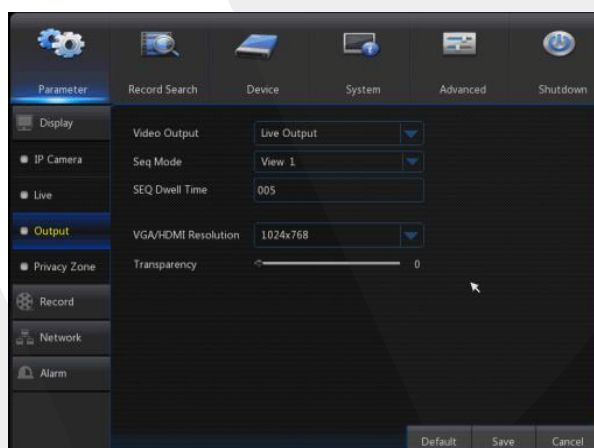 Parameter Record Search Device System Advanced Shutdown
Display
IP Camera
Live
Output
Privacy Zone
Record
Network
Alarm
Video Output Live Output
Seq Mode View 1
SEQ Dwell Time 005
VGA/HDMI Resolution 1024x768
Transparency 0
Default Save Cancel